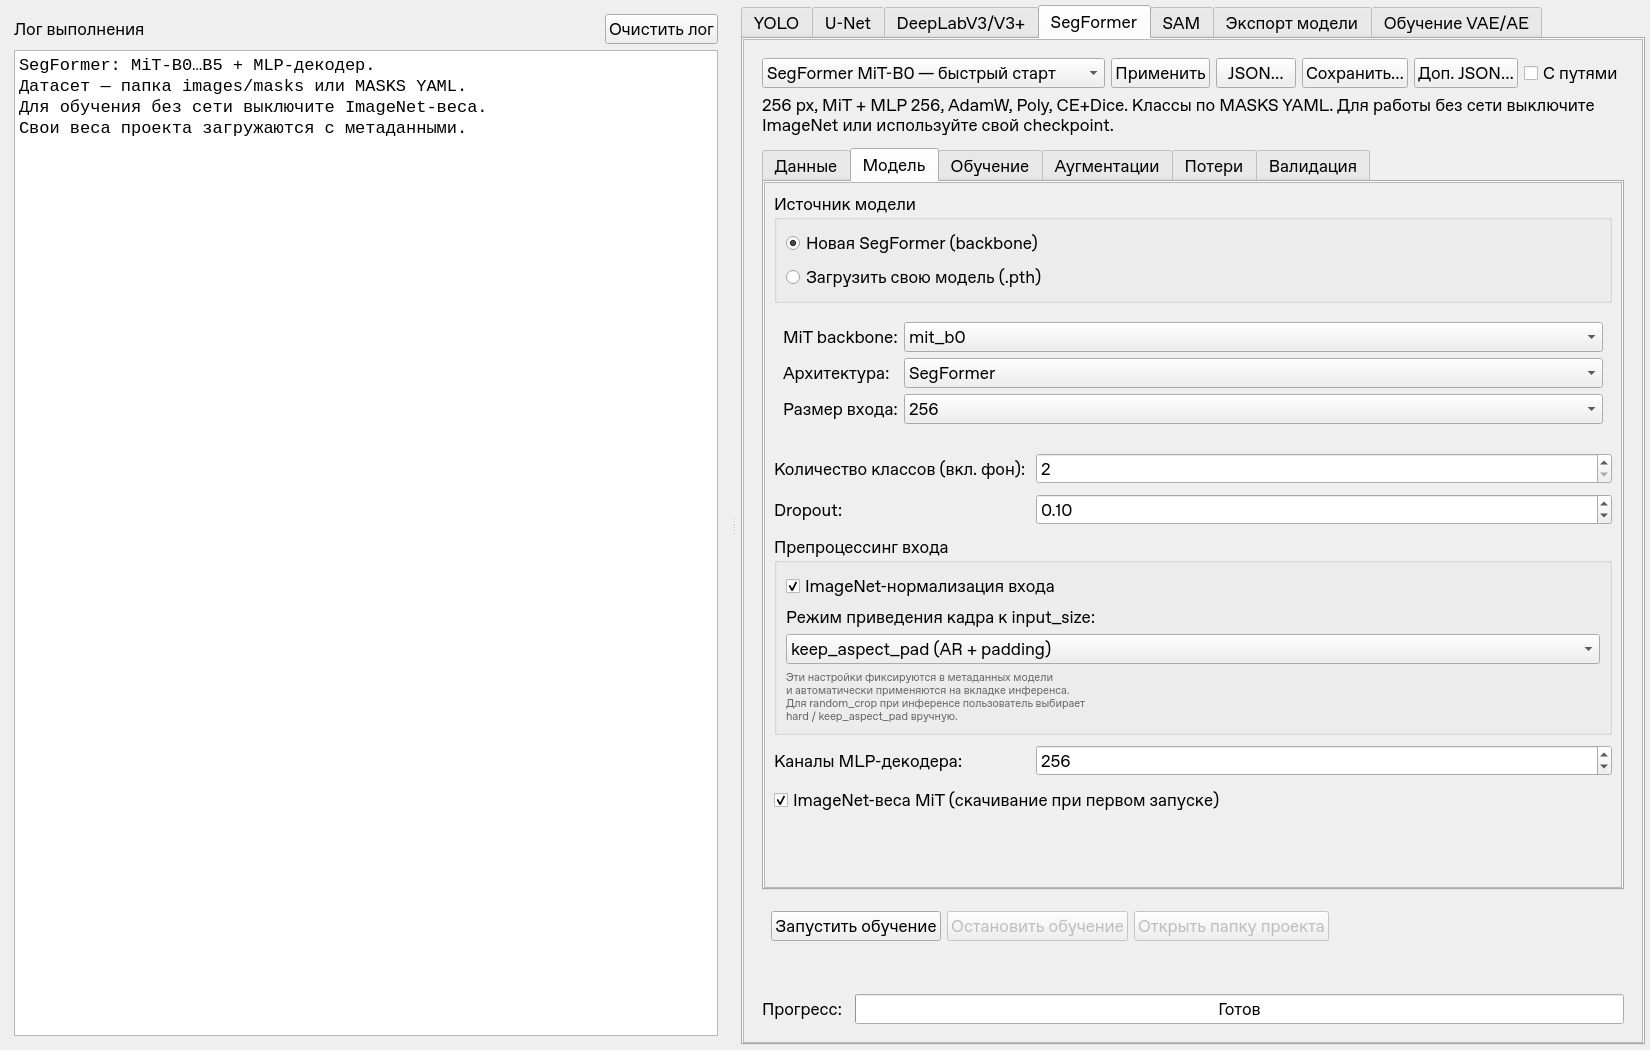 Лог выполнения
Очистить лог
SegFormer: MiT-B0…B5 + MLP-декодер.
Датасет — папка images/masks или MASKS YAML.
Для обучения без сети выключите ImageNet-веса.
Свои веса проекта загружаются с метаданными.
YOLO U-Net DeepLabV3/V3+ SegFormer SAM Экспорт модели Обучение VAE/AE
SegFormer MiT-B0 — быстрый старт Применить JSON... Сохранить... Доп. JSON... С путями
256 px, MiT + MLP 256, AdamW, Poly, CE+Dice. Классы по MASKS YAML. Для работы без сети выключите
ImageNet или используйте свой checkpoint.
Данные Модель Обучение Аугментации Потери Валидация
Источник модели
Новая SegFormer (backbone)
Загрузить свою модель (.pth)
MiT backbone: mit_b0
Архитектура: SegFormer
Размер входа: 256
Количество классов (вкл. фон): 2
Dropout: 0.10
Препроцессинг входа
ImageNet-нормализация входа
Режим приведения кадра к input_size:
keep_aspect_pad (AR + padding)
Эти настройки фиксируются в метаданных модели
и автоматически применяются на вкладке инференса.
Для random_crop при инференсе пользователь выбирает
hard / keep_aspect_pad вручную.
Каналы MLP-декодера: 256
ImageNet-веса MiT (скачивание при первом запуске)
Запустить обучение Остановить обучение Открыть папку проекта
Прогресс: Готов